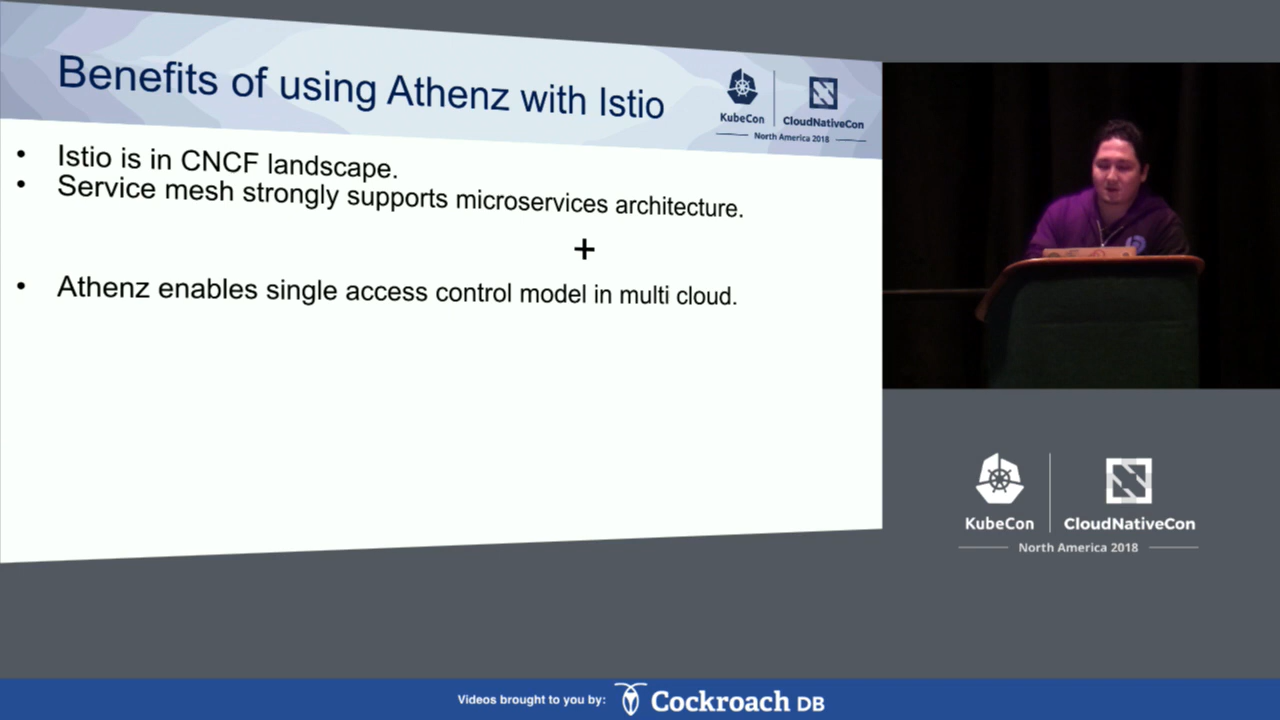 Benefits of using Athenz with Istio
KubeCon
CloudNativeCon
North America 2018
• Istio is in CNCF landscape.
• Service mesh strongly supports microservices architecture.
+
• Athenz enables single access control model in multi cloud.
KubeCon
CloudNativeCon
North America 2018
Videos brought to you by:
Cockroach DB